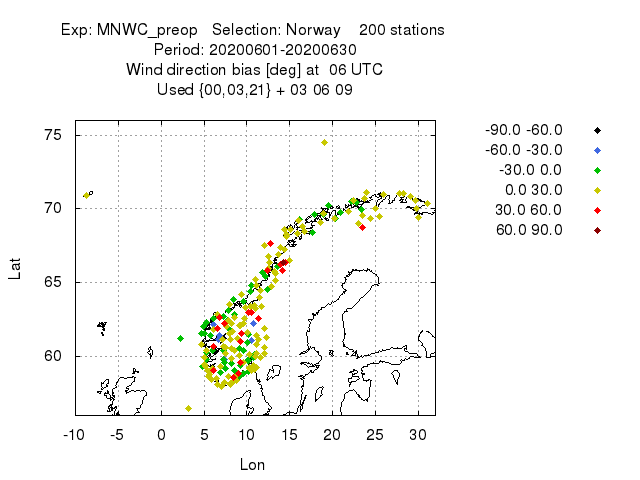 Exp: MNWC_preop Selection: Norway 200 stations
Period: 20200601-20200630
Wind direction bias [deg] at 06 UTC
Used {00,03,21} + 03 06 09
-90.0 -60.0
-60.0 -30.0
-30.0 0.0
0.0 30.0
30.0 60.0
60.0 90.0
75
70
65
60
Lat
-10 -5 0 5 10 15 20 25 30
Lon